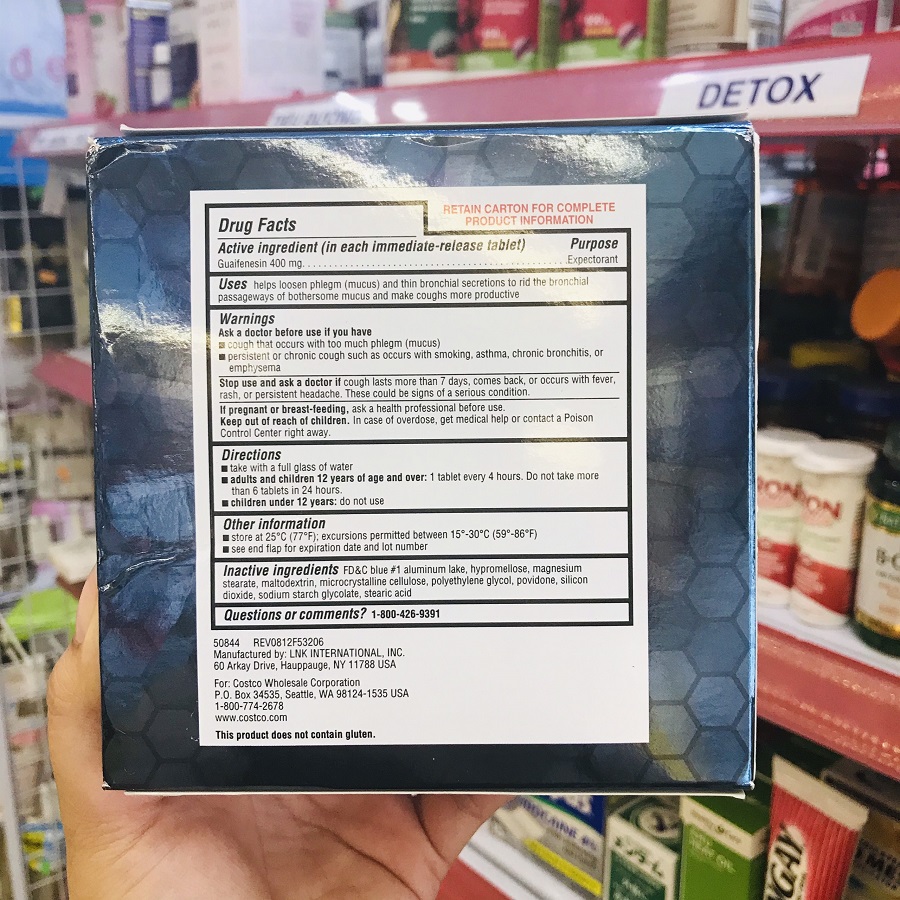 DETOX
RETAIN CARTON FOR COMPLETE
PRODUCT INFORMATION
Drug Facts
Active ingredient (in each immediate-release tablet) Purpose
Guaifenesin 400 mg. . . . . . . . . . . . . . . . . . . . . . . . . . . . . . . . . . . . Expectorant
Uses helps loosen phlegm (mucus) and thin bronchial secretions to rid the bronchial
passageways of bothersome mucus and make coughs more productive
Warnings
Ask a doctor before use if you have
■ cough that occurs with too much phlegm (mucus)
■ persistent or chronic cough such as occurs with smoking, asthma, chronic bronchitis, or
emphysema
Stop use and ask a doctor if cough lasts more than 7 days, comes back, or occurs with fever,
rash, or persistent headache. These could be signs of a serious condition.
If pregnant or breast-feeding, ask a health professional before use.
Keep out of reach of children. In case of overdose, get medical help or contact a Poison
Control Center right away.
Directions
■ take with a full glass of water
■ adults and children 12 years of age and over: 1 tablet every 4 hours. Do not take more
than 6 tablets in 24 hours.
■ children under 12 years: do not use
Other information
■ store at 25°C (77°F); excursions permitted between 15°-30°C (59°-86°F)
■ see end flap for expiration date and lot number
Inactive ingredients FD&C blue #1 aluminum lake, hypromellose, magnesium
stearate, maltodextrin, microcrystalline cellulose, polyethylene glycol, povidone, silicon
dioxide, sodium starch glycolate, stearic acid
Questions or comments? 1-800-426-9391
50844 REV0812F53206
Manufactured by: LNK INTERNATIONAL, INC.
60 Arkay Drive, Hauppauge, NY 11788 USA
For: Costco Wholesale Corporation
P.O. Box 34535, Seattle, WA 98124-1535 USA
1-800-774-2678
www.costco.com
This product does not contain gluten.